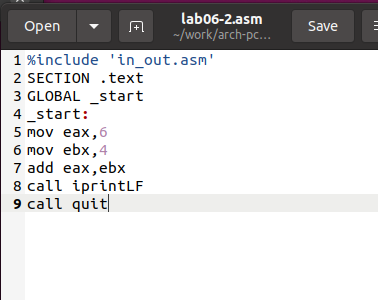 Open
lab06-2.asm
~/work/arch-pc…
Save
1 %include 'in_out.asm'
2 SECTION .text
3 GLOBAL _start
4 _start:
5 mov eax,6
6 mov ebx,4
7 add eax,ebx
8 call iprintLF
9 call quit